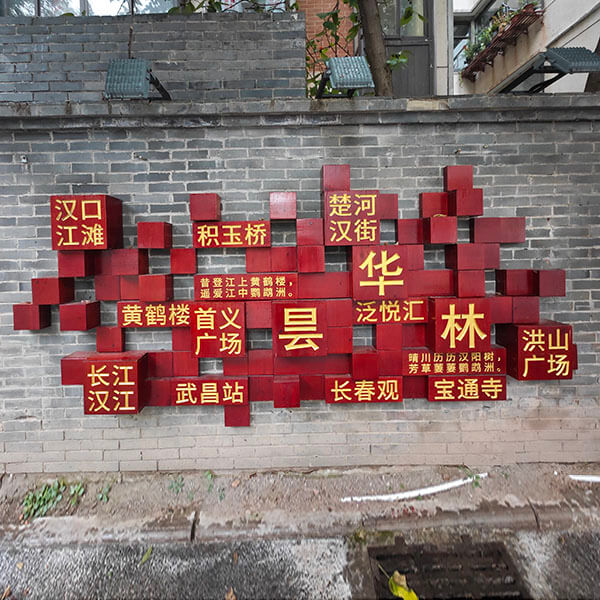 汉口
江滩
积玉桥
楚河
汉街
昔登江上黄鹤楼
遥爱江中鹦鹉洲。
华
黄鹤楼
首义
广场
昙
泛悦汇
林
晴川历历汉阳树，
芳草萋萋鹦鹉洲。
洪山
广场
长江
汉江
武昌站
长春观
宝通寺